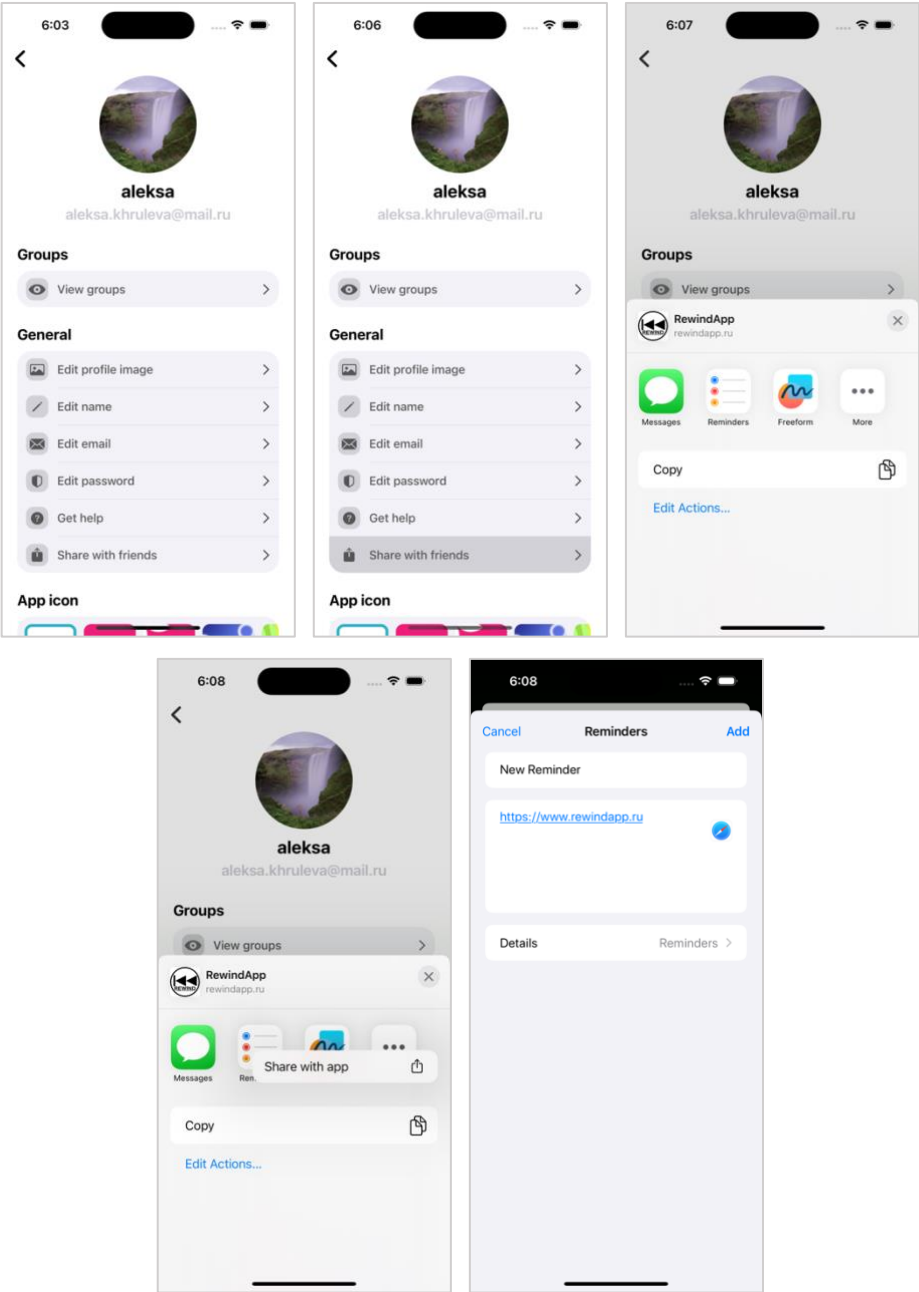 6:03
aleksa
aleksa.khruleva@mail.ru
Groups
View groups
General
Edit profile image
Edit name
Edit email
Edit password
Get help
Share with friends
App icon
6:06
aleksa
aleksa.khruleva@mail.ru
Groups
View groups
General
Edit profile image
Edit name
Edit email
Edit password
Get help
Share with friends
App icon
6:07
aleksa
aleksa.khruleva@mail.ru
Groups
View groups
REWIND
RewindApp
rewindapp.ru
Messages
Reminders
Freeform
More
Copy
Edit Actions...
6:08
aleksa
aleksa.khruleva@mail.ru
Groups
View groups
REWIND
RewindApp
rewindapp.ru
Share with app
Messages
Copy
Edit Actions...
6:08
Cancel
Reminders
Add
New Reminder
https://www.rewindapp.ru
Details
Reminders